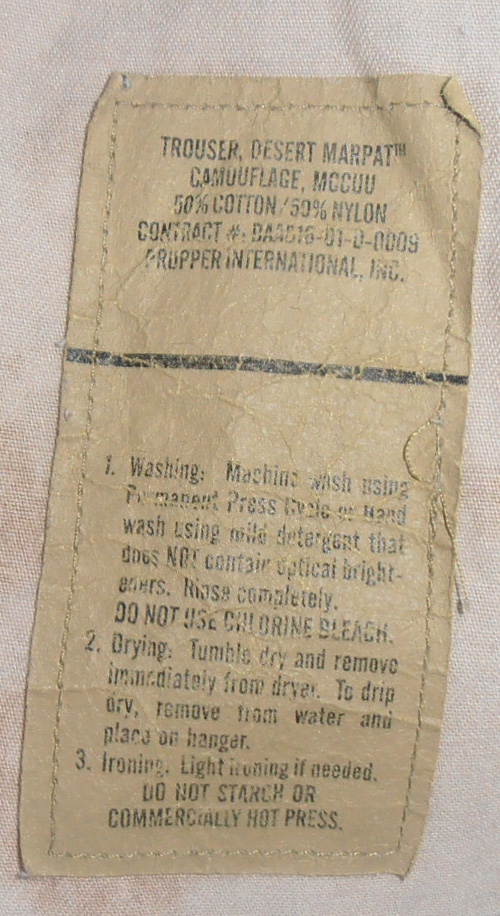 TROUSER, DESERT MARPAT™
CAMOUFLAGE, MCCUU
50% COTTON/50% NYLON
CONTRACT #: DAAB16-01-D-0009
PROPPER INTERNATIONAL, INC.
1. Washing: Machine wash using
Permanent Press Cycle or Hand
wash using mild detergent that
does NOT contain optical bright-
eners. Rinse completely.
DO NOT USE CHLORINE BLEACH.
2. Drying: Tumble dry and remove
immediately from dryer. To drip
dry, remove from water and
place on hanger.
3. Ironing. Light ironing if needed.
DO NOT STARCH OR
COMMERCIALLY HOT PRESS.